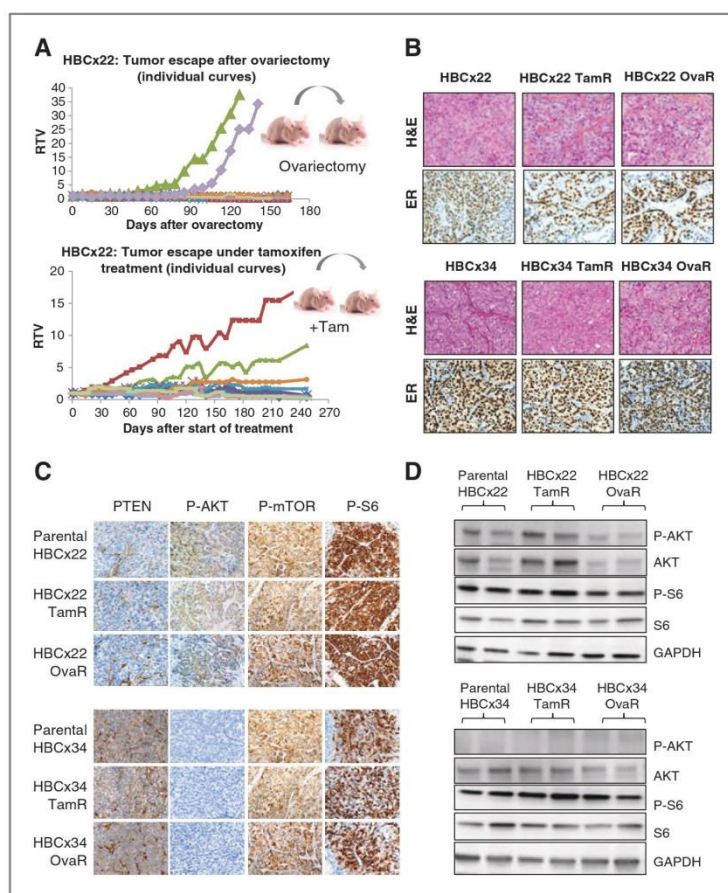 A
HBCx22: Tumor escape after ovariectomy
(individual curves)
40
35
30
25
20
15
10
5
0
RTV
0 30 60 90 120 150 180
Days after ovarectomy
Ovariectomy
HBCx22: Tumor escape under tamoxifen
treatment (individual curves)
20
15
10
5
0
RTV
0 30 60 90 120 150 180 210 240 270
Days after start of treatment
+Tam
B
HBCx22 HBCx22 TamR HBCx22 OvaR
H&E
ER
HBCx34 HBCx34 TamR HBCx34 OvaR
H&E
ER
C
PTEN P-AKT P-mTOR P-S6
Parental
HBCx22
HBCx22
TamR
HBCx22
OvaR
Parental
HBCx34
HBCx34
TamR
HBCx34
OvaR
D
Parental HBCx22 HBCx22
HBCx22 TamR OvaR
P-AKT
AKT
P-S6
S6
GAPDH
Parental HBCx34 HBCx34
HBCx34 TamR OvaR
P-AKT
AKT
P-S6
S6
GAPDH